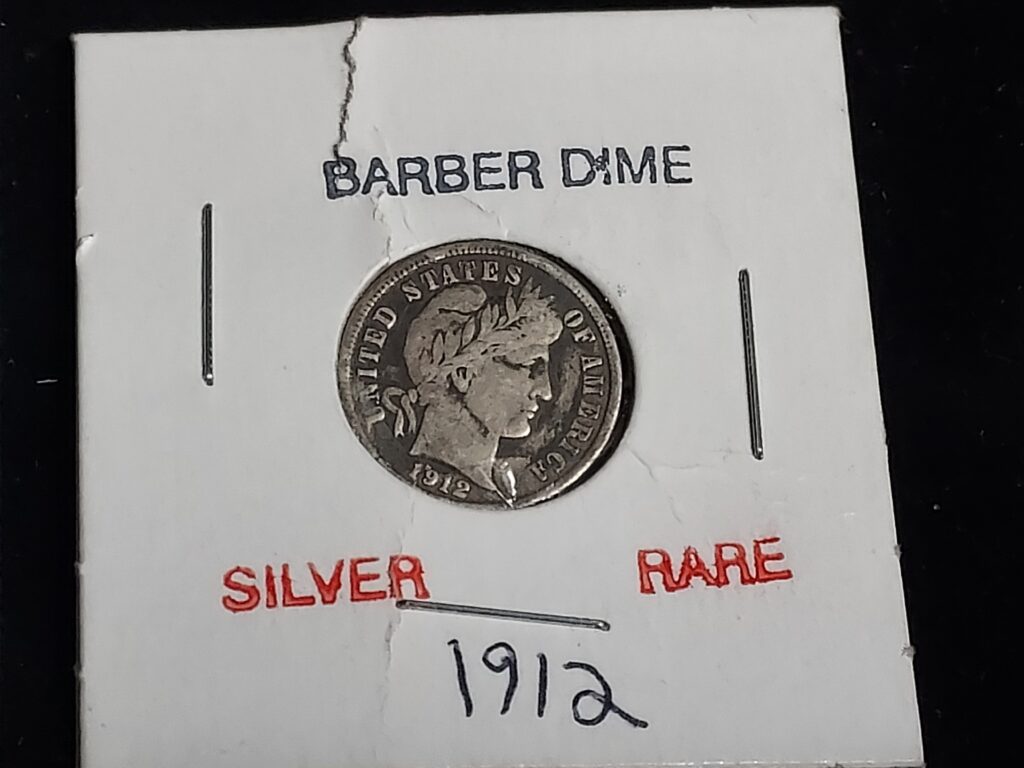 BARBER DIME
UNITED STATES OF AMERICA
1912
SILVER RARE
1912